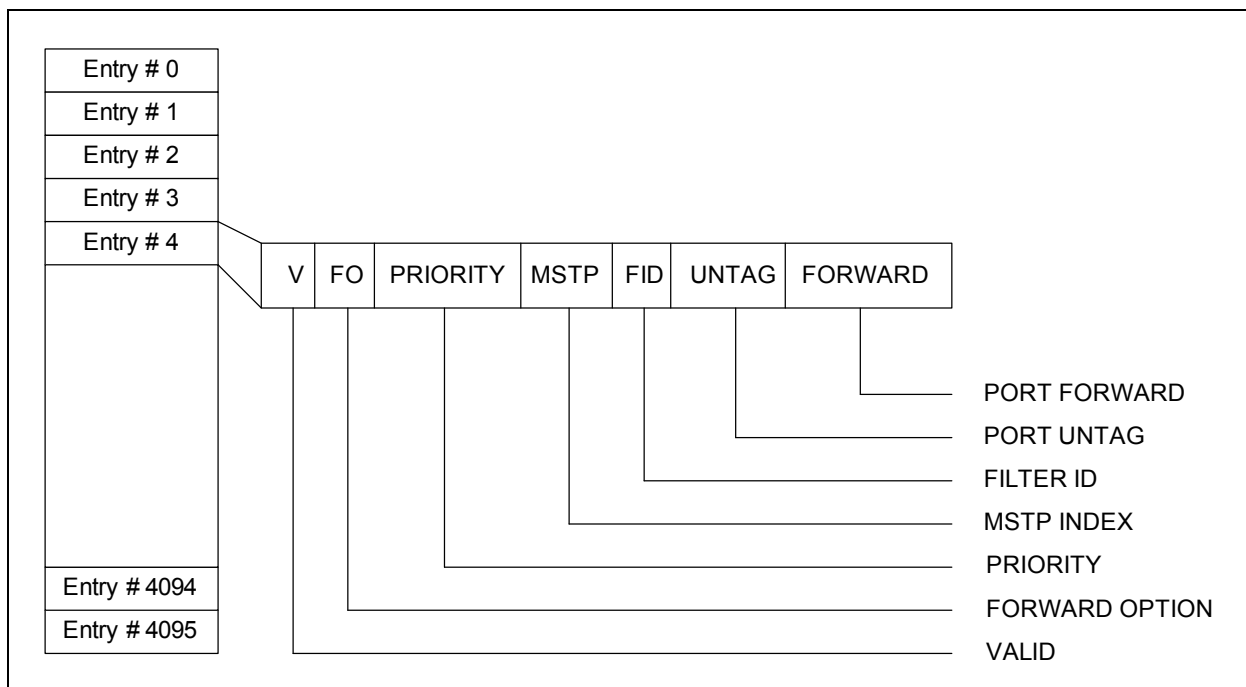 Entry # 0
Entry # 1
Entry # 2
Entry # 3
Entry # 4
V FO PRIORITY MSTP FID UNTAG FORWARD
PORT FORWARD
PORT UNTAG
FILTER ID
MSTP INDEX
PRIORITY
Entry # 4094
FORWARD OPTION
Entry # 4095
VALID